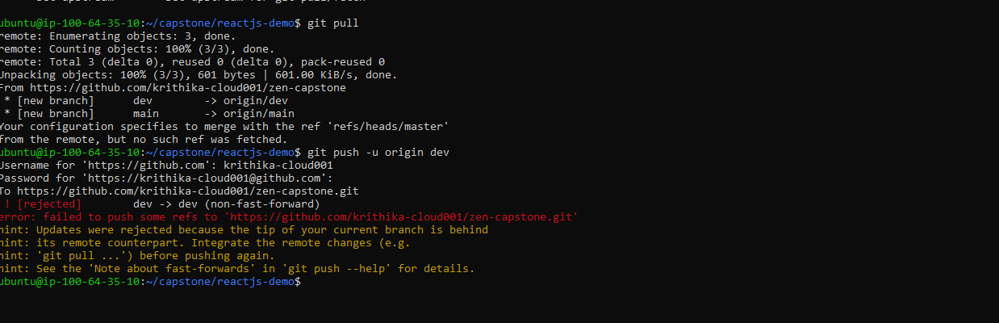 ubuntu@ip-100-64-35-10:~/capstone/reactjs-demo$ git pull
remote: Enumerating objects: 3, done.
remote: Counting objects: 100% (3/3), done.
remote: Total 3 (delta 0), reused 0 (delta 0), pack-reused 0
Unpacking objects: 100% (3/3), 601 bytes | 601.00 KiB/s, done.
From https://github.com/krithika-cloud001/zen-capstone
 * [new branch]      dev        -> origin/dev
 * [new branch]      main       -> origin/main
Your configuration specifies to merge with the ref 'refs/heads/master'
from the remote, but no such ref was fetched.
ubuntu@ip-100-64-35-10:~/capstone/reactjs-demo$ git push -u origin dev
Username for 'https://github.com': krithika-cloud001
Password for 'https://krithika-cloud001@github.com':
To https://github.com/krithika-cloud001/zen-capstone.git
 ! [rejected]        dev -> dev (non-fast-forward)
error: failed to push some refs to 'https://github.com/krithika-cloud001/zen-capstone.git'
hint: Updates were rejected because the tip of your current branch is behind
hint: its remote counterpart. Integrate the remote changes (e.g.
hint: 'git pull ...') before pushing again.
hint: See the 'Note about fast-forwards' in 'git push --help' for details.
ubuntu@ip-100-64-35-10:~/capstone/reactjs-demo$